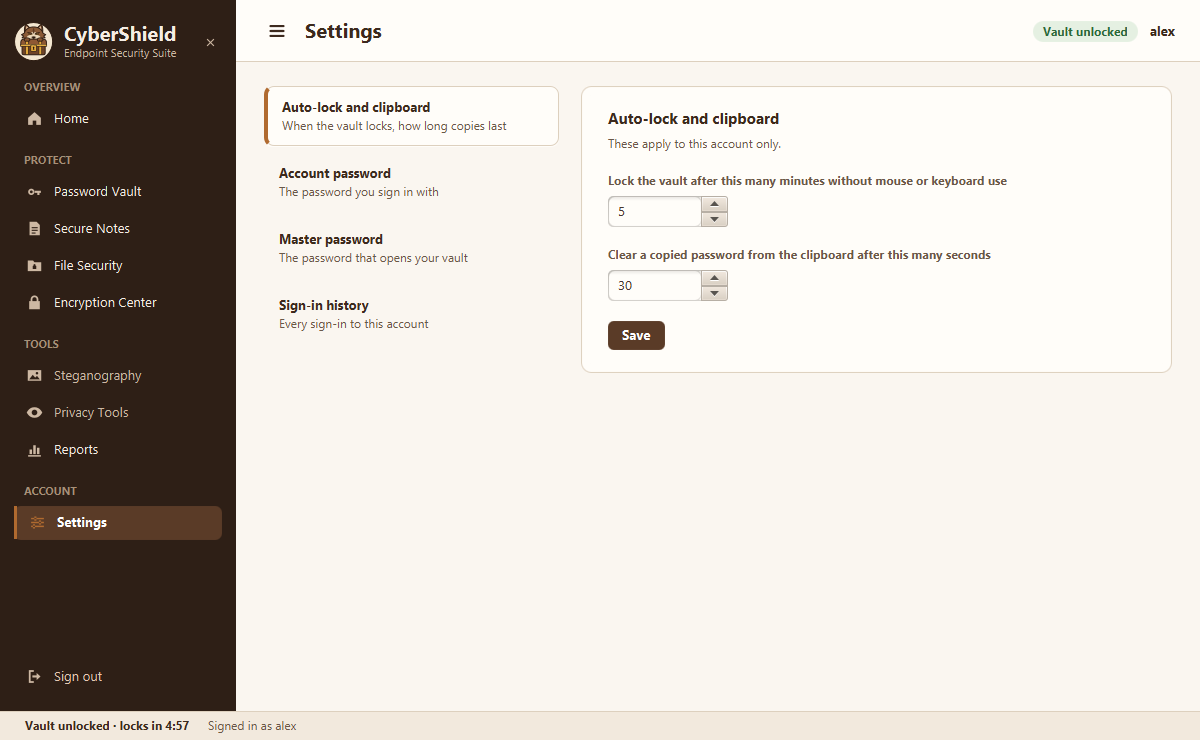 CyberShield
Endpoint Security Suite
OVERVIEW
Home
PROTECT
Password Vault
Secure Notes
File Security
Encryption Center
TOOLS
Steganography
Privacy Tools
Reports
ACCOUNT
Settings
Sign out
Settings
Vault unlocked
alex
Auto-lock and clipboard
When the vault locks, how long copies last
Account password
The password you sign in with
Master password
The password that opens your vault
Sign-in history
Every sign-in to this account
Auto-lock and clipboard
These apply to this account only.
Lock the vault after this many minutes without mouse or keyboard use
5
Clear a copied password from the clipboard after this many seconds
30
Save
Vault unlocked · locks in 4:57
Signed in as alex